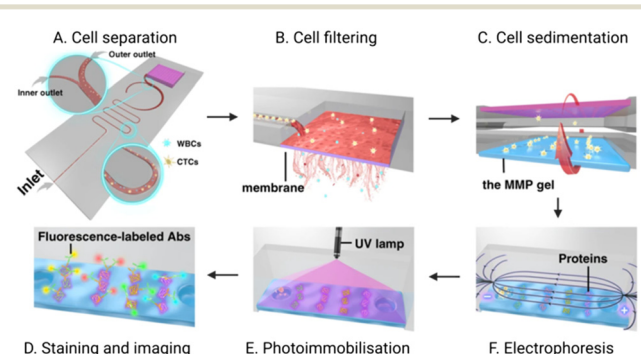 A. Cell separation
B. Cell filtering
C. Cell sedimentation
Outer outlet
Inner outlet
WBCs
CTCs
Inlet
membrane
the MMP gel
Fluorescence-labeled Abs
UV lamp
Proteins
D. Staining and imaging
E. Photoimmobilisation
F. Electrophoresis